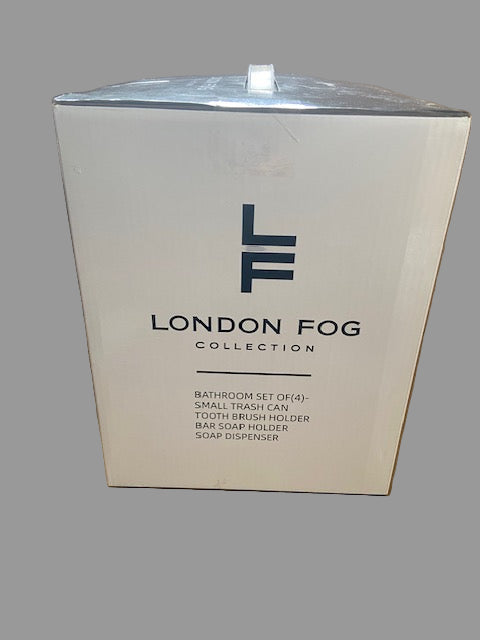 LF
LONDON FOG
COLLECTION
BATHROOM SET OF(4)-
SMALL TRASH CAN
TOOTH BRUSH HOLDER
BAR SOAP HOLDER
SOAP DISPENSER